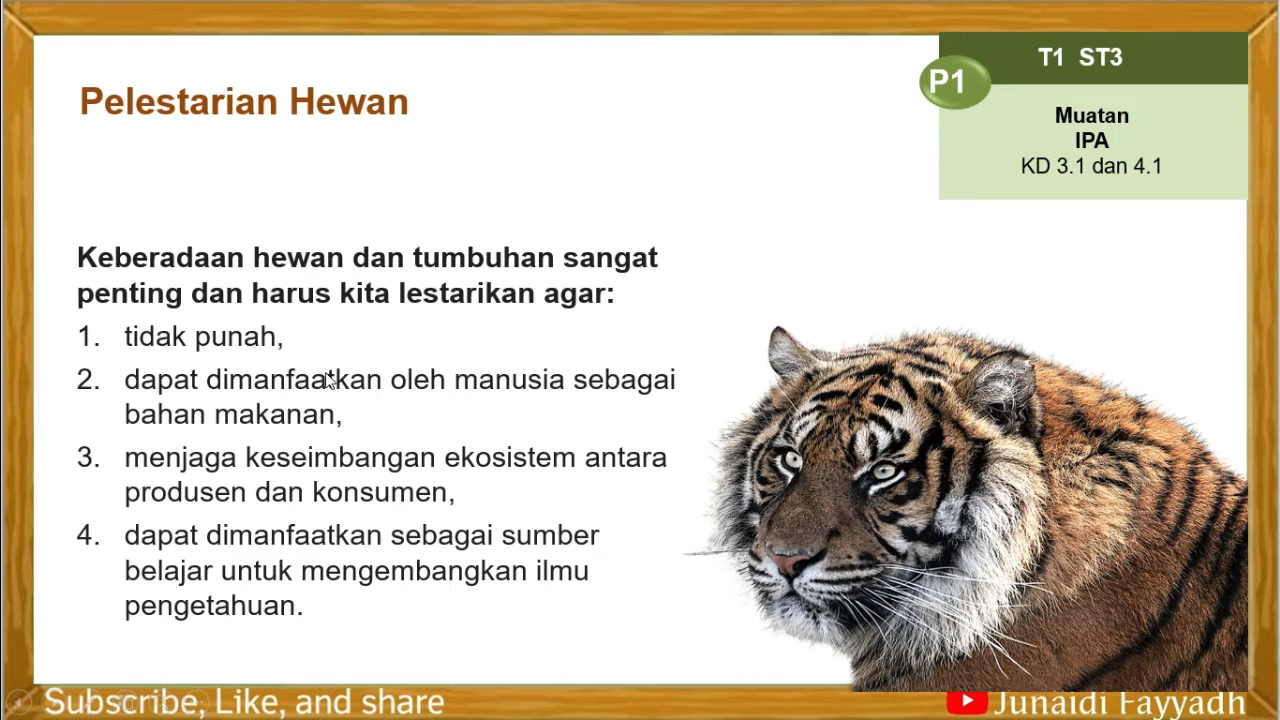 Pelestarian Hewan
T1 ST3
P1
Muatan
IPA
KD 3.1 dan 4.1
Keberadaan hewan dan tumbuhan sangat
penting dan harus kita lestarikan agar:
1. tidak punah,
2. dapat dimanfaatkan oleh manusia sebagai
bahan makanan,
3. menjaga keseimbangan ekosistem antara
produsen dan konsumen,
4. dapat dimanfaatkan sebagai sumber
belajar untuk mengembangkan ilmu
pengetahuan.
Subscribe, Like, and share
Junaidi Fayyadh